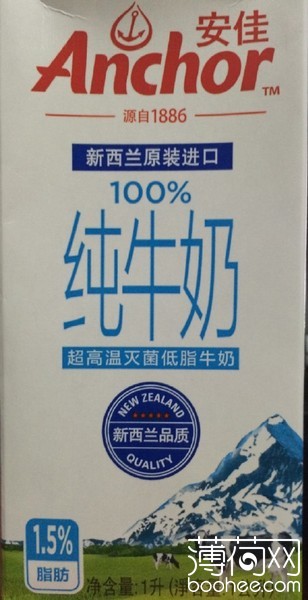 安佳
Anchor™
源自1886
新西兰原装进口
100%
纯牛奶
超高温灭菌低脂牛奶
NEW ZEALAND
新西兰品质
QUALITY
1.5%
脂肪
净含量:1升(净
薄荷网
boohee.com